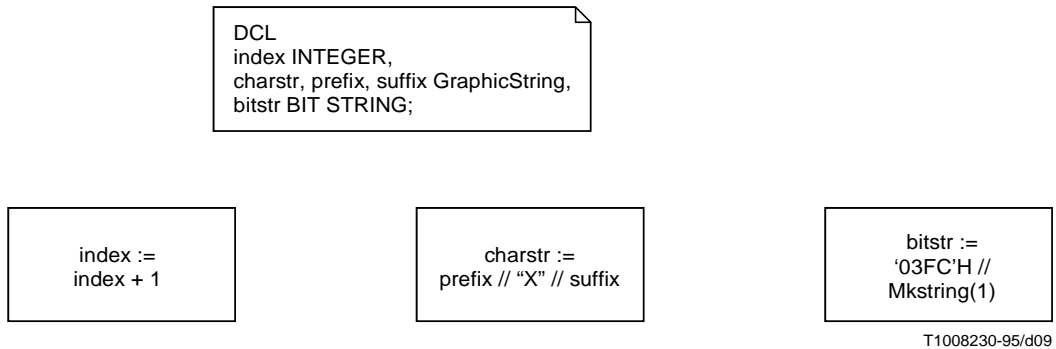 DCL
index INTEGER,
charstr, prefix, suffix GraphicString,
bitstr BIT STRING;
index :=
index + 1
charstr :=
prefix // “X” // suffix
bitstr :=
‘03FC’H //
Mkstring(1)
T1008230-95/d09